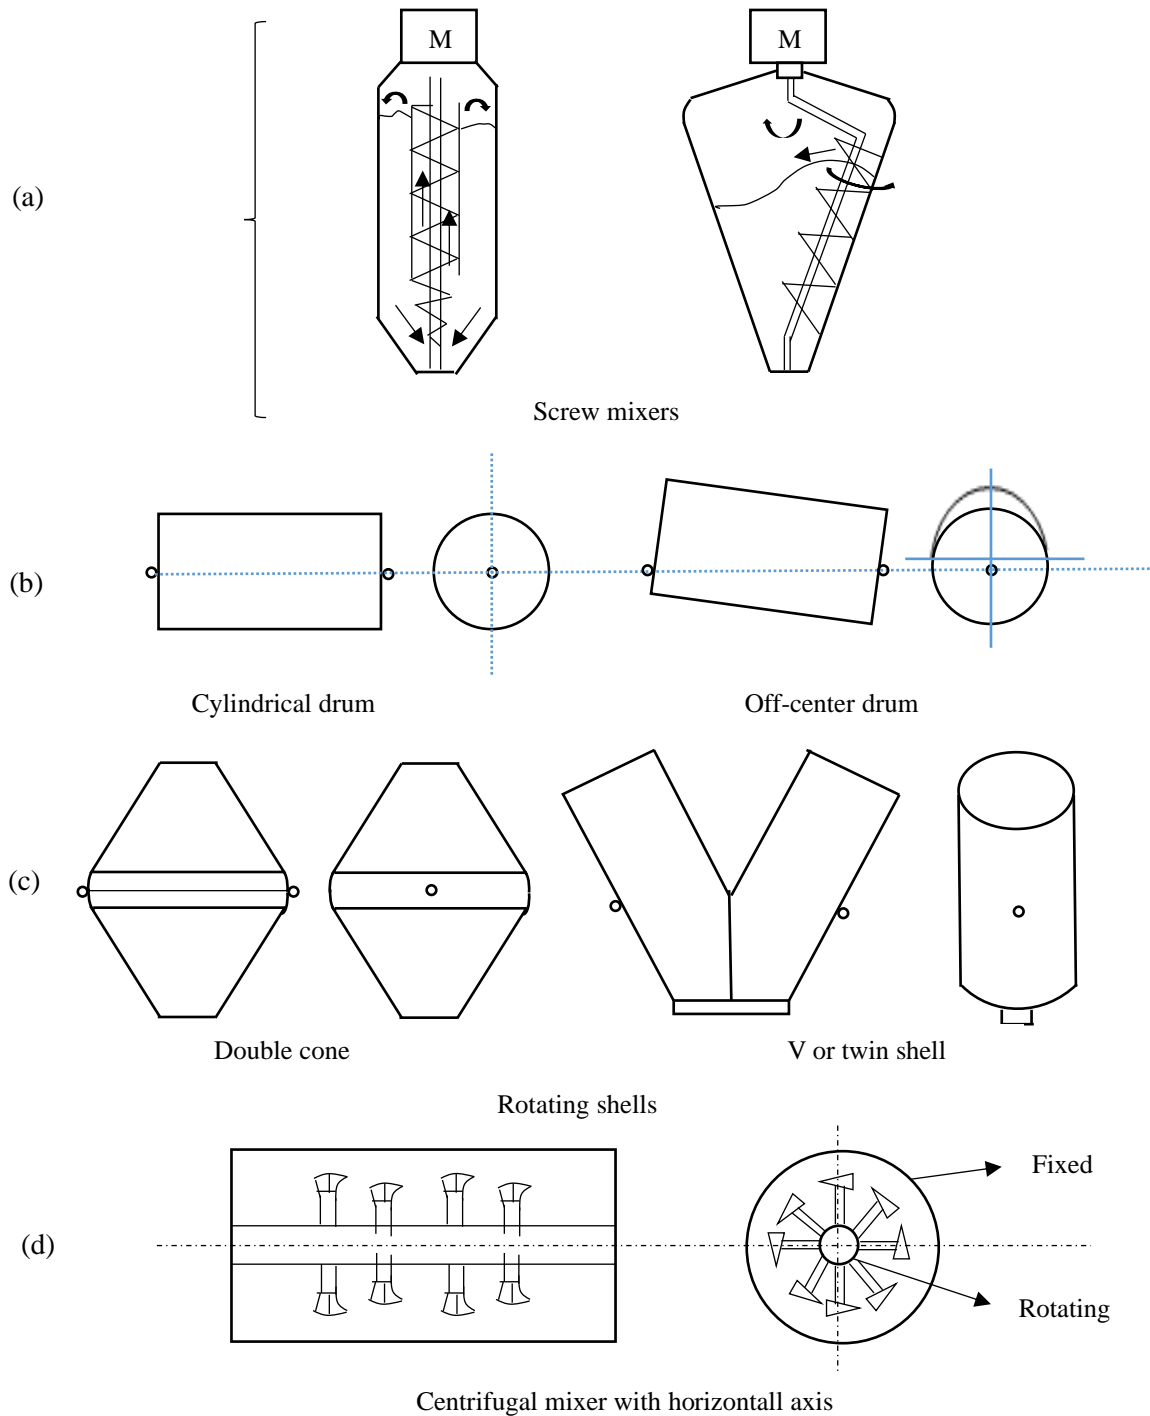 M
M
(a)
Screw mixers
(b)
Cylindrical drum
Off-center drum
(c)
Double cone
V or twin shell
Rotating shells
Fixed
(d)
Rotating
Centrifugal mixer with horizontall axis